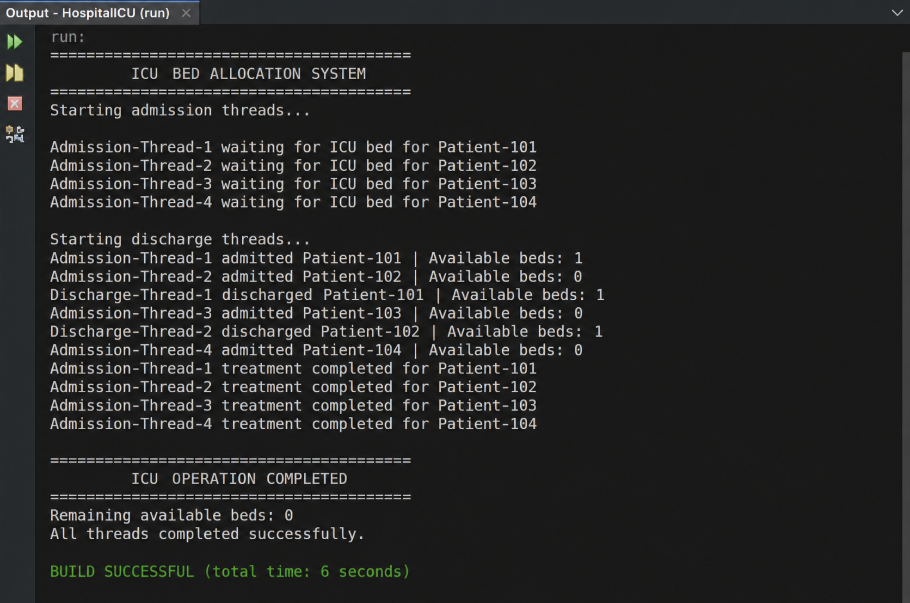 Output - HospitalICU (run)
run:
========================================
ICU BED ALLOCATION SYSTEM
========================================
Starting admission threads...
Admission-Thread-1 waiting for ICU bed for Patient-101
Admission-Thread-2 waiting for ICU bed for Patient-102
Admission-Thread-3 waiting for ICU bed for Patient-103
Admission-Thread-4 waiting for ICU bed for Patient-104
Starting discharge threads...
Admission-Thread-1 admitted Patient-101 | Available beds: 1
Admission-Thread-2 admitted Patient-102 | Available beds: 0
Discharge-Thread-1 discharged Patient-101 | Available beds: 1
Admission-Thread-3 admitted Patient-103 | Available beds: 0
Discharge-Thread-2 discharged Patient-102 | Available beds: 1
Admission-Thread-4 admitted Patient-104 | Available beds: 0
Admission-Thread-1 treatment completed for Patient-101
Admission-Thread-2 treatment completed for Patient-102
Admission-Thread-3 treatment completed for Patient-103
Admission-Thread-4 treatment completed for Patient-104
========================================
ICU OPERATION COMPLETED
========================================
Remaining available beds: 0
All threads completed successfully.
BUILD SUCCESSFUL (total time: 6 seconds)